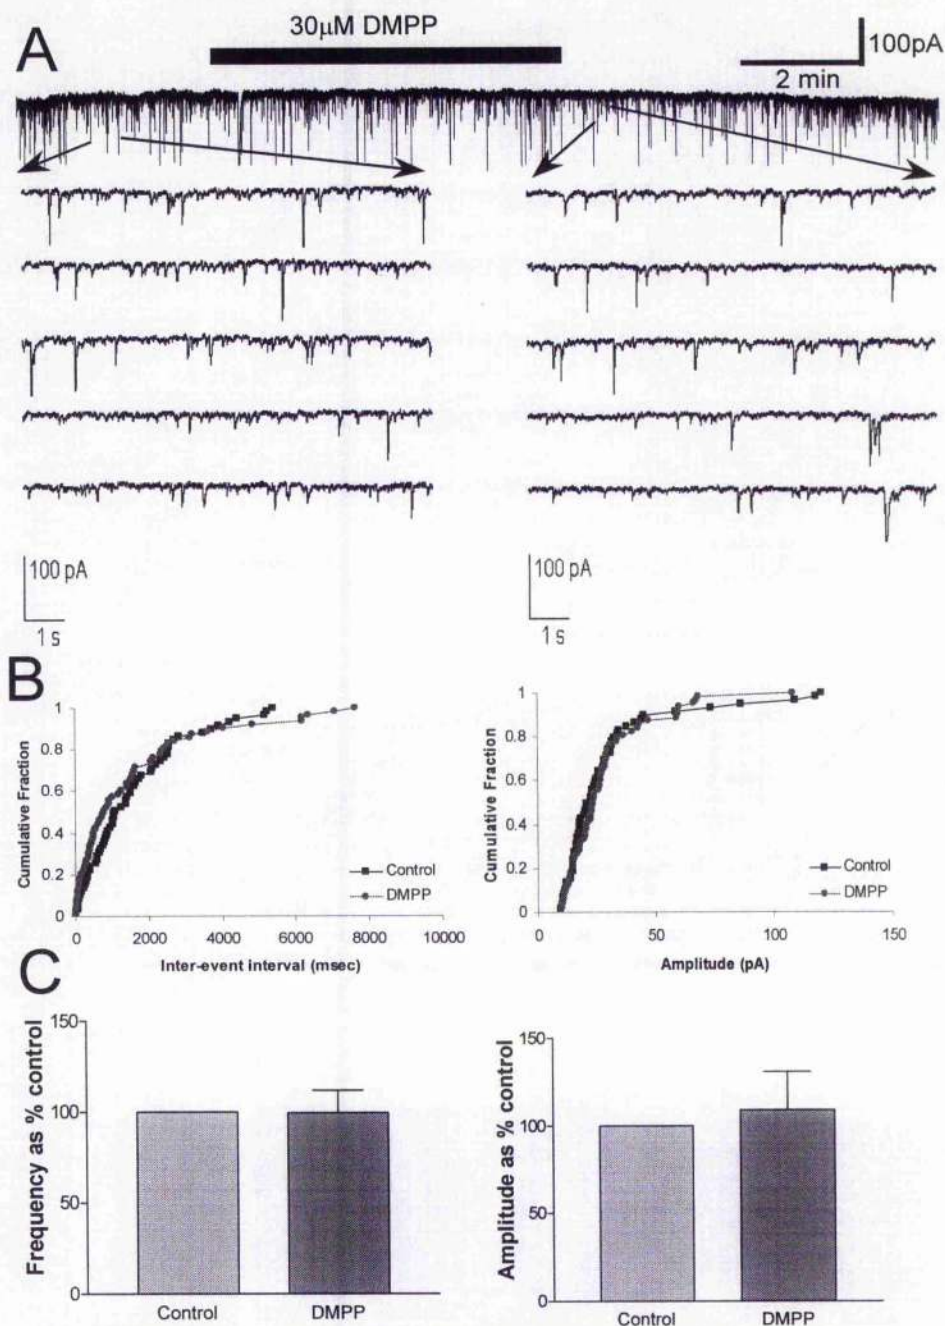 A
30μM DMPP
100pA
2 min
100 pA
1 s
100 pA
1 s
B
Cumulative Fraction
1
0.8
0.6
0.4
0.2
0
0 2000 4000 6000 8000 10000
Inter-event interval (msec)
Control
DMPP
Cumulative Fraction
1
0.8
0.6
0.4
0.2
0
0 50 100 150
Amplitude (pA)
Control
DMPP
C
Frequency as % control
150
100
50
0
Control DMPP
Amplitude as % control
150
100
50
0
Control DMPP